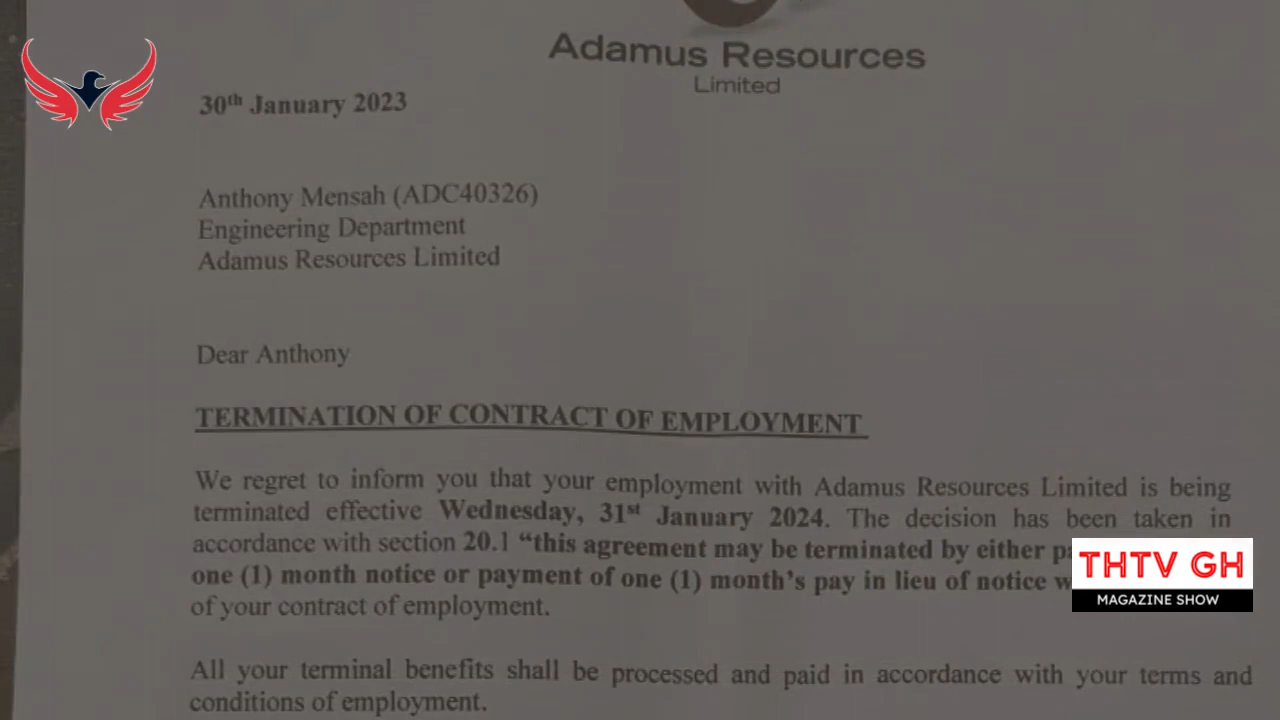 Adamus Resources
Limited
30th January 2023
Anthony Mensah (ADC40326)
Engineering Department
Adamus Resources Limited
Dear Anthony
TERMINATION OF CONTRACT OF EMPLOYMENT
We regret to inform you that your employment with Adamus Resources Limited is being
terminated effective Wednesday, 31st January 2024. The decision has been taken in
accordance with section 20.1 “this agreement may be terminated by either
one (1) month notice or payment of one (1) month’s pay in lieu of notice
of your contract of employment.
All your terminal benefits shall be processed and paid in accordance with your terms and
conditions of employment.
THTV GH
MAGAZINE SHOW